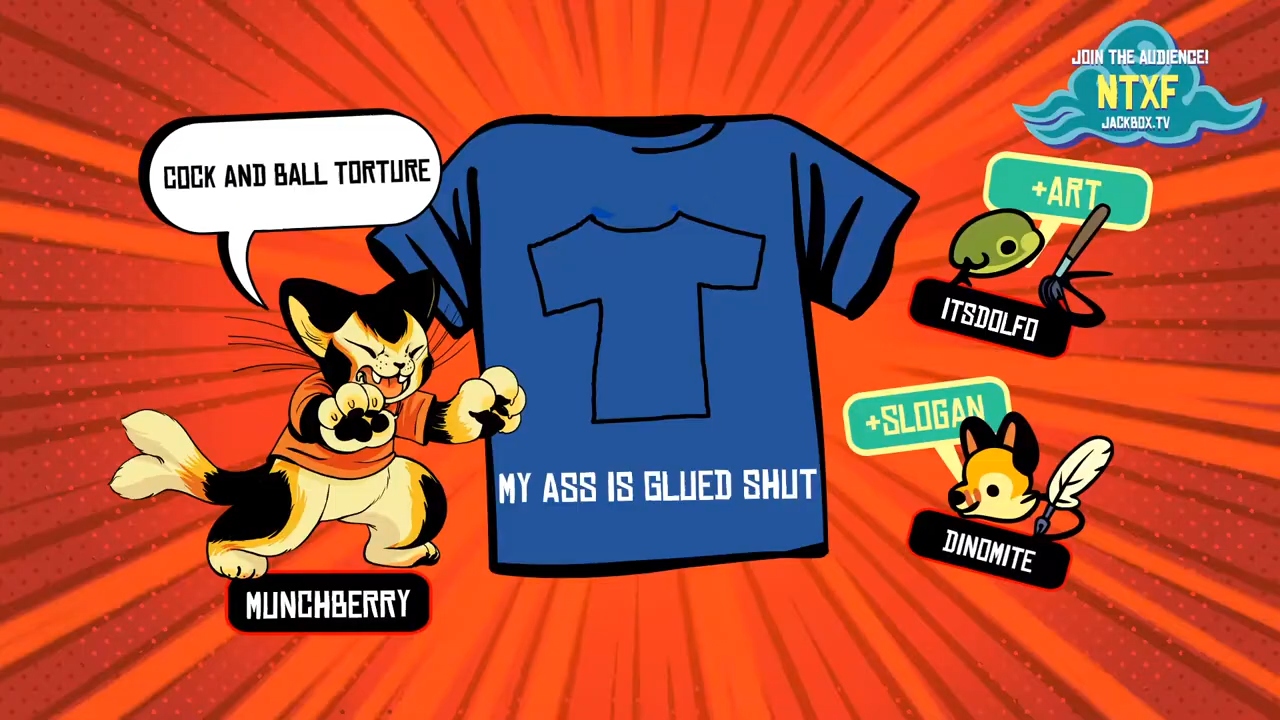 JOIN THE AUDIENCE!
NTXF
JACKBOX.TV
COCK AND BALL TORTURE
+ART
ITSDOLFO
+SLOGAN
MY ASS IS GLUED SHUT
DINOMITE
MUNCHBERRY